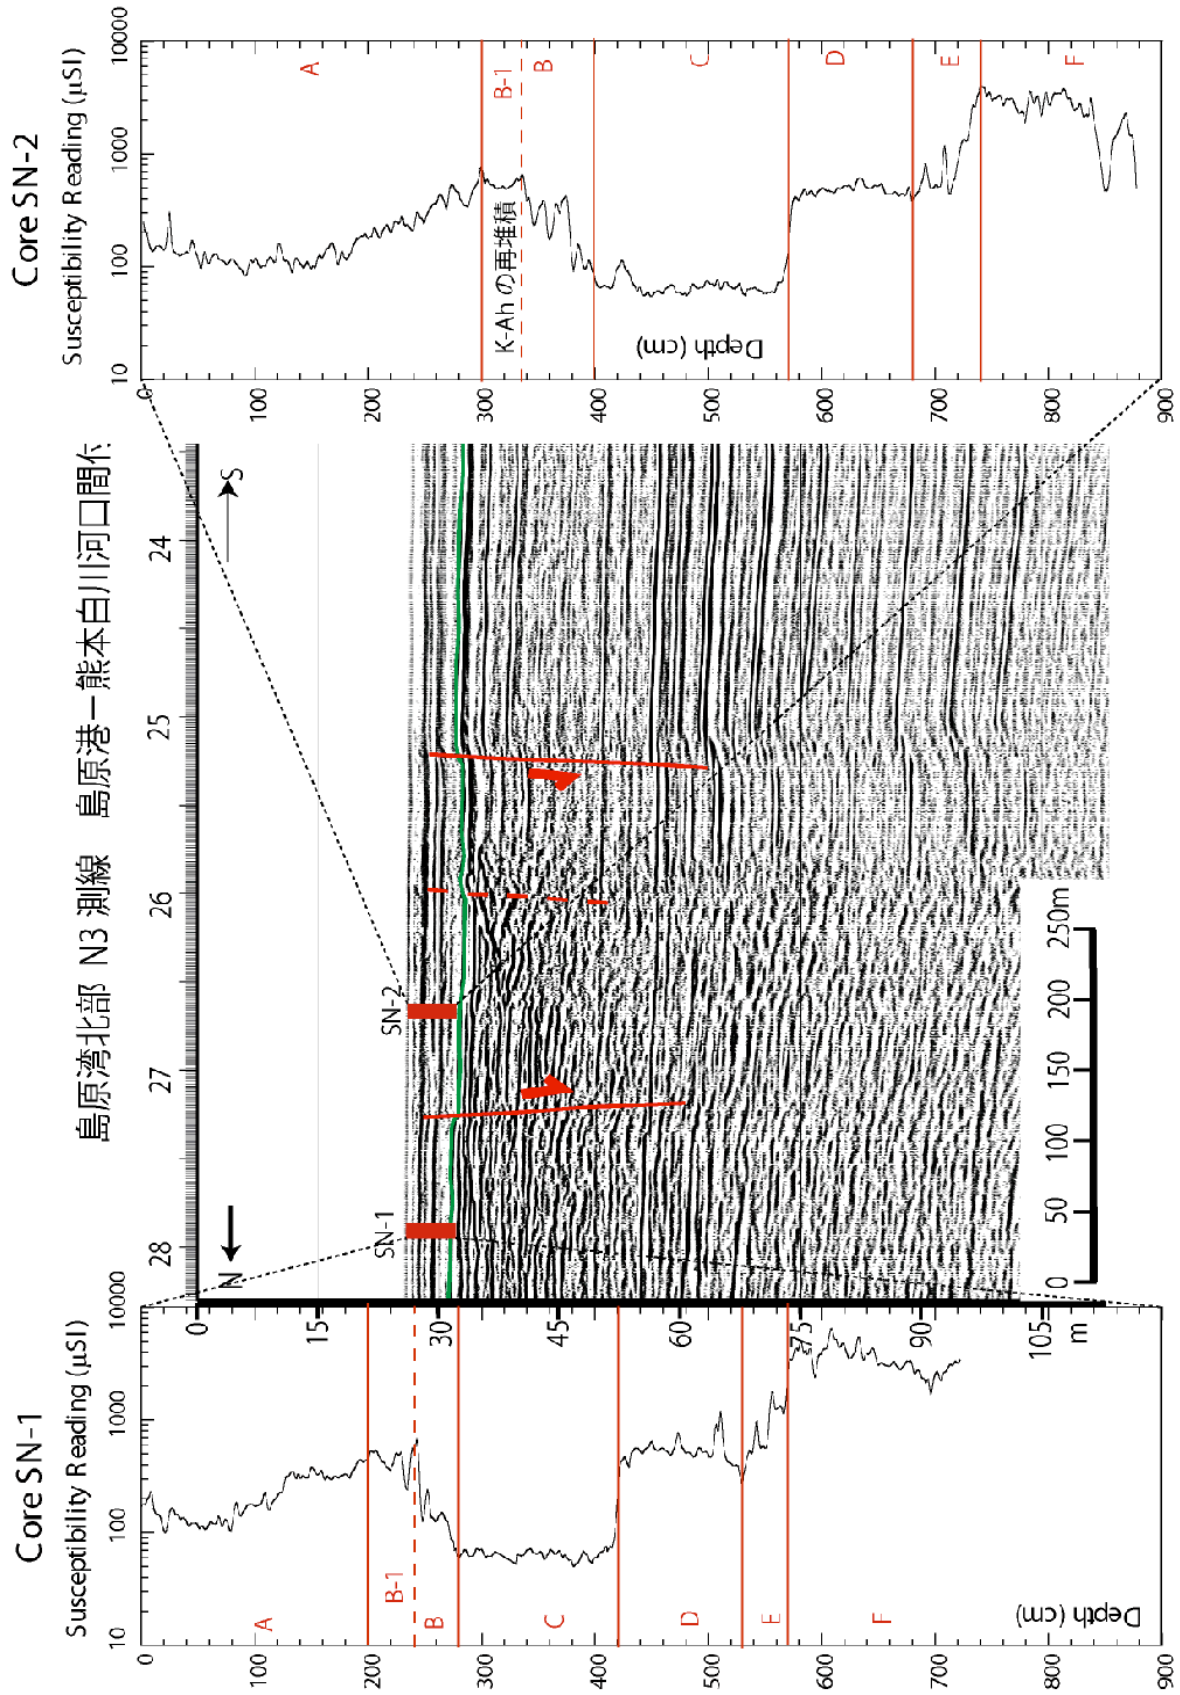 Core SN-2
Susceptibility Reading (μSI)
10
100
1000
10000
0
100
200
300
400
500
600
700
800
900
A
B-1
B
C
D
E
F
K-Ahの再堆積
Depth (cm)
島原湾北部 N3 測線 島原港ー熊本白川河口間
N
S
28
27
26
25
24
SN-1
SN-2
0
15
30
45
60
75
90
105
m
0
50
100
150
200
250m
Core SN-1
Susceptibility Reading (μSI)
10
100
1000
10000
0
100
200
300
400
500
600
700
800
900
A
B-1
B
C
D
E
F
Depth (cm)